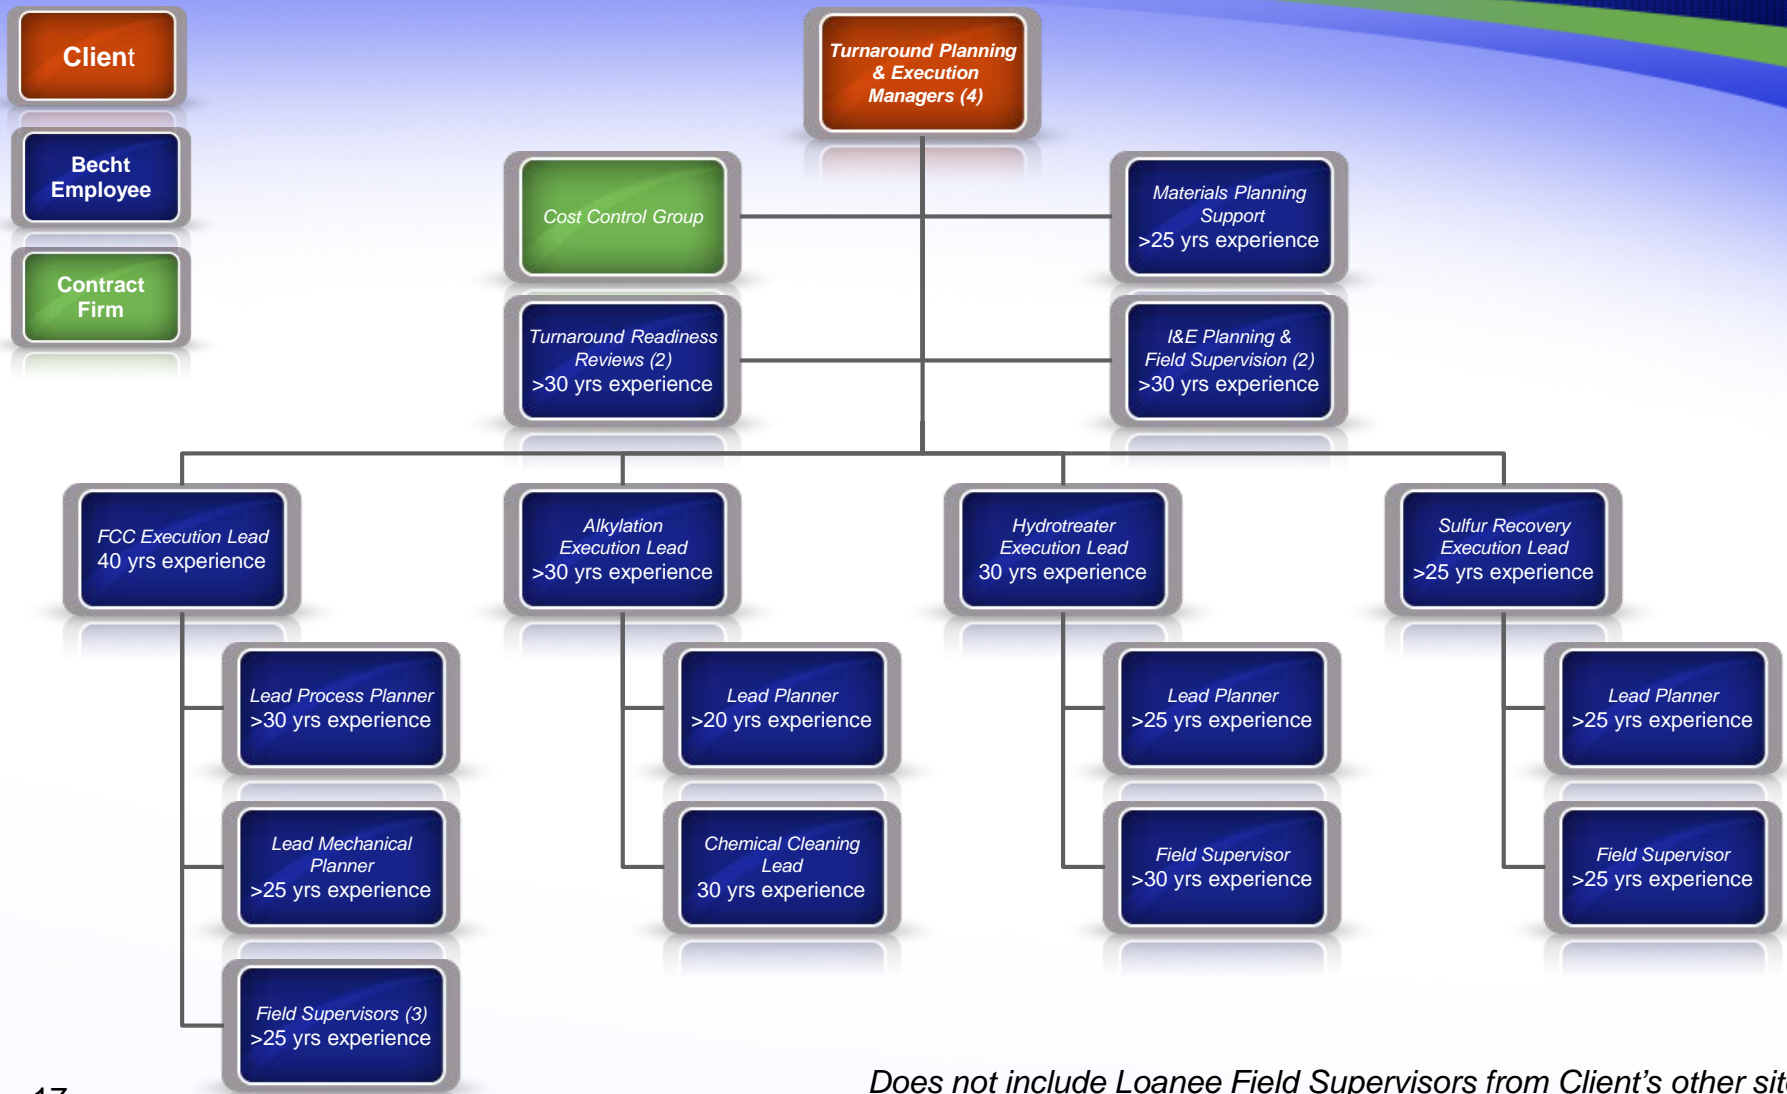 Client
Becht
Employee
Contract
Firm
Turnaround Planning
& Execution
Managers (4)
Cost Control Group
Materials Planning
Support
>25 yrs experience
Turnaround Readiness
Reviews (2)
>30 yrs experience
I&E Planning &
Field Supervision (2)
>30 yrs experience
FCC Execution Lead
40 yrs experience
Alkylation
Execution Lead
>30 yrs experience
Hydrotreater
Execution Lead
30 yrs experience
Sulfur Recovery
Execution Lead
>25 yrs experience
Lead Process Planner
>30 yrs experience
Lead Mechanical
Planner
>25 yrs experience
Field Supervisors (3)
>25 yrs experience
Lead Planner
>20 yrs experience
Chemical Cleaning
Lead
30 yrs experience
Lead Planner
>25 yrs experience
Field Supervisor
>30 yrs experience
Lead Planner
>25 yrs experience
Field Supervisor
>25 yrs experience
Does not include Loanee Field Supervisors from Client's other
17